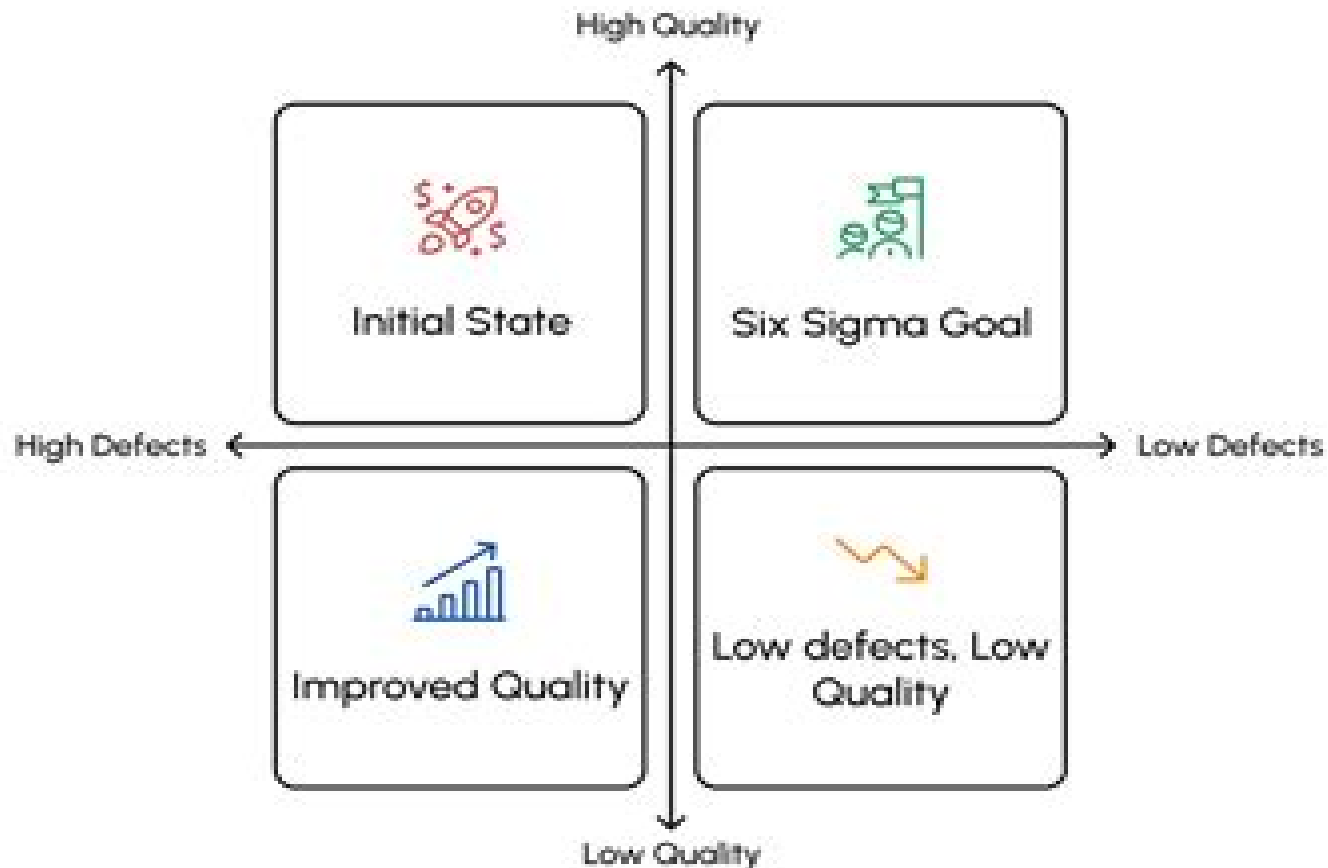 High Quality
Initial State
Six Sigma Goal
High Defects
Low Defects
Improved Quality
Low defects, Low
Quality
Low Quality